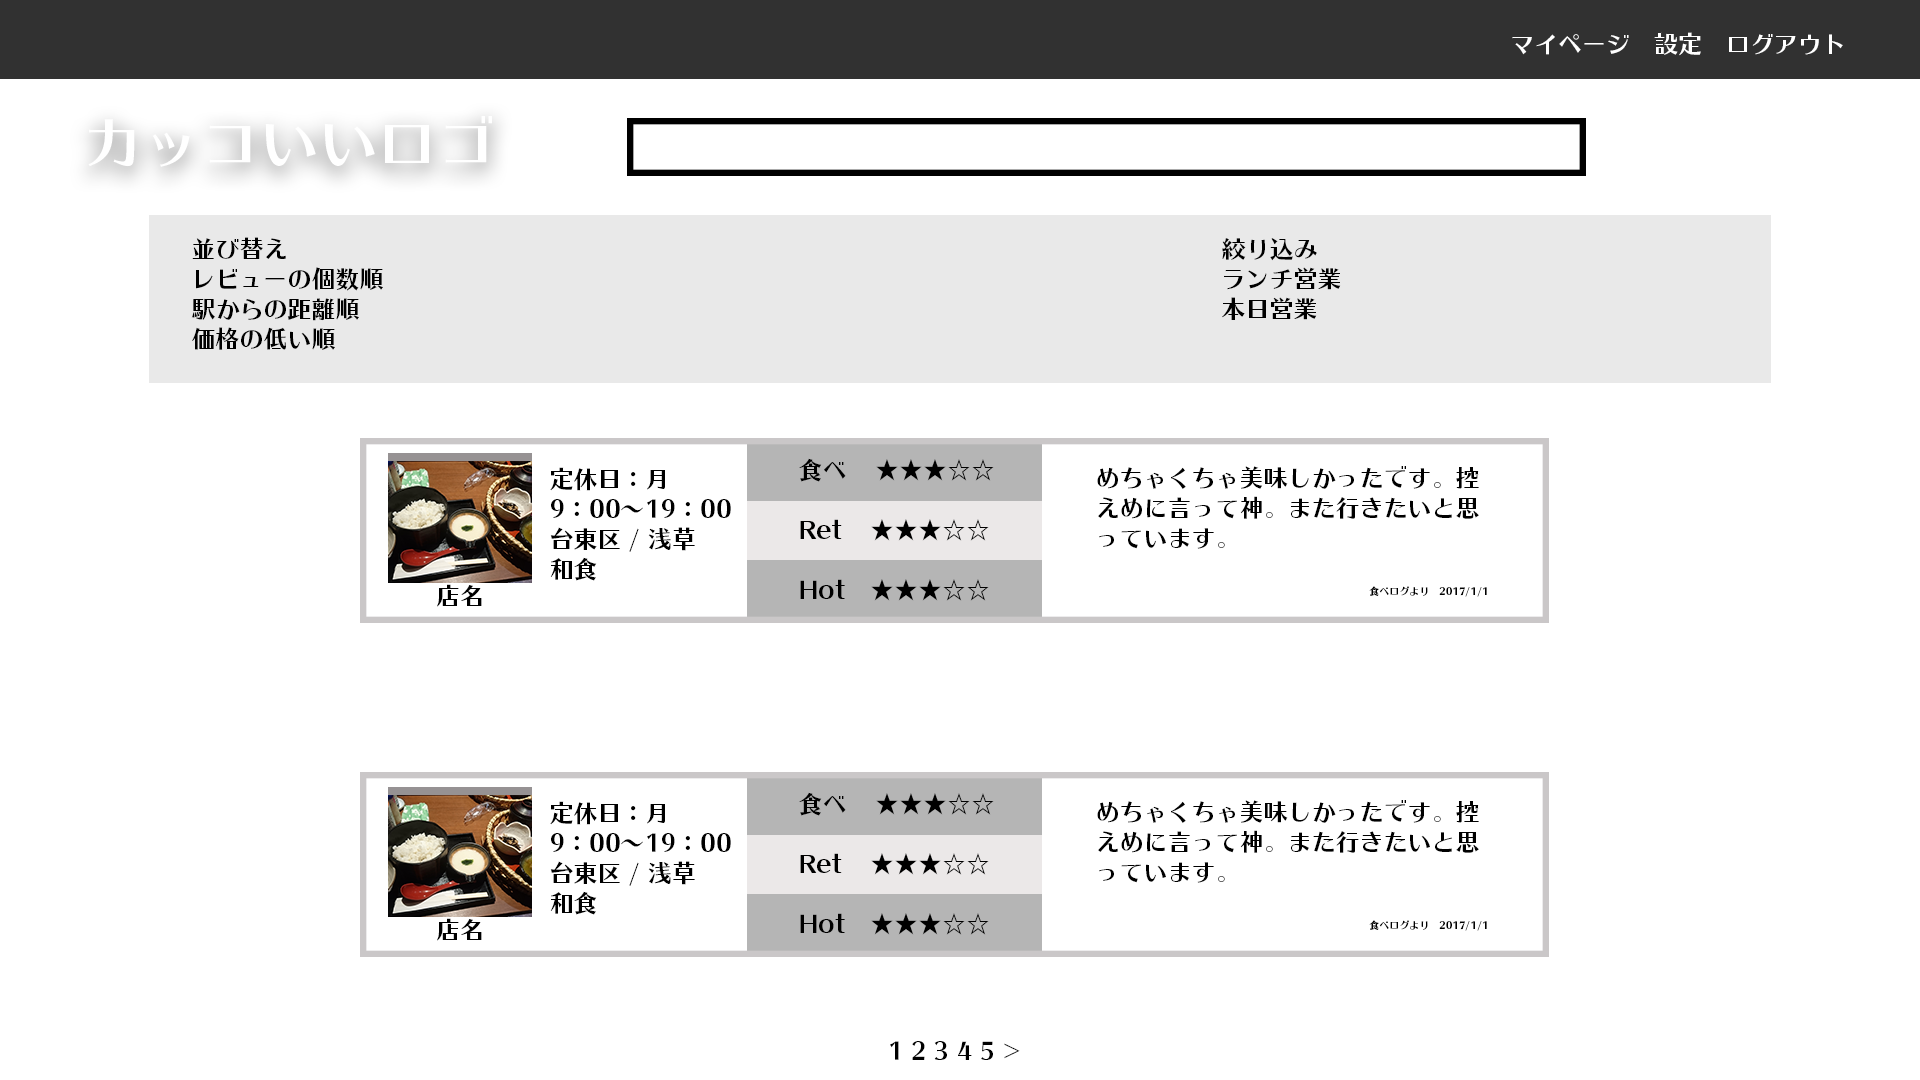 マイページ　設定　ログアウト
カッコいいロゴ
並び替え
レビューの個数順
駅からの距離順
価格の低い順
絞り込み
ランチ営業
本日営業
店名
定休日：月
9：00〜19：00
台東区 / 浅草
和食
食べ　★★★☆☆
Ret　★★★☆☆
Hot　★★★☆☆
めちゃくちゃ美味しかったです。控
えめに言って神。また行きたいと思
っています。
食べログより　2017/1/1
店名
定休日：月
9：00〜19：00
台東区 / 浅草
和食
食べ　★★★☆☆
Ret　★★★☆☆
Hot　★★★☆☆
めちゃくちゃ美味しかったです。控
えめに言って神。また行きたいと思
っています。
食べログより　2017/1/1
1 2 3 4 5 >